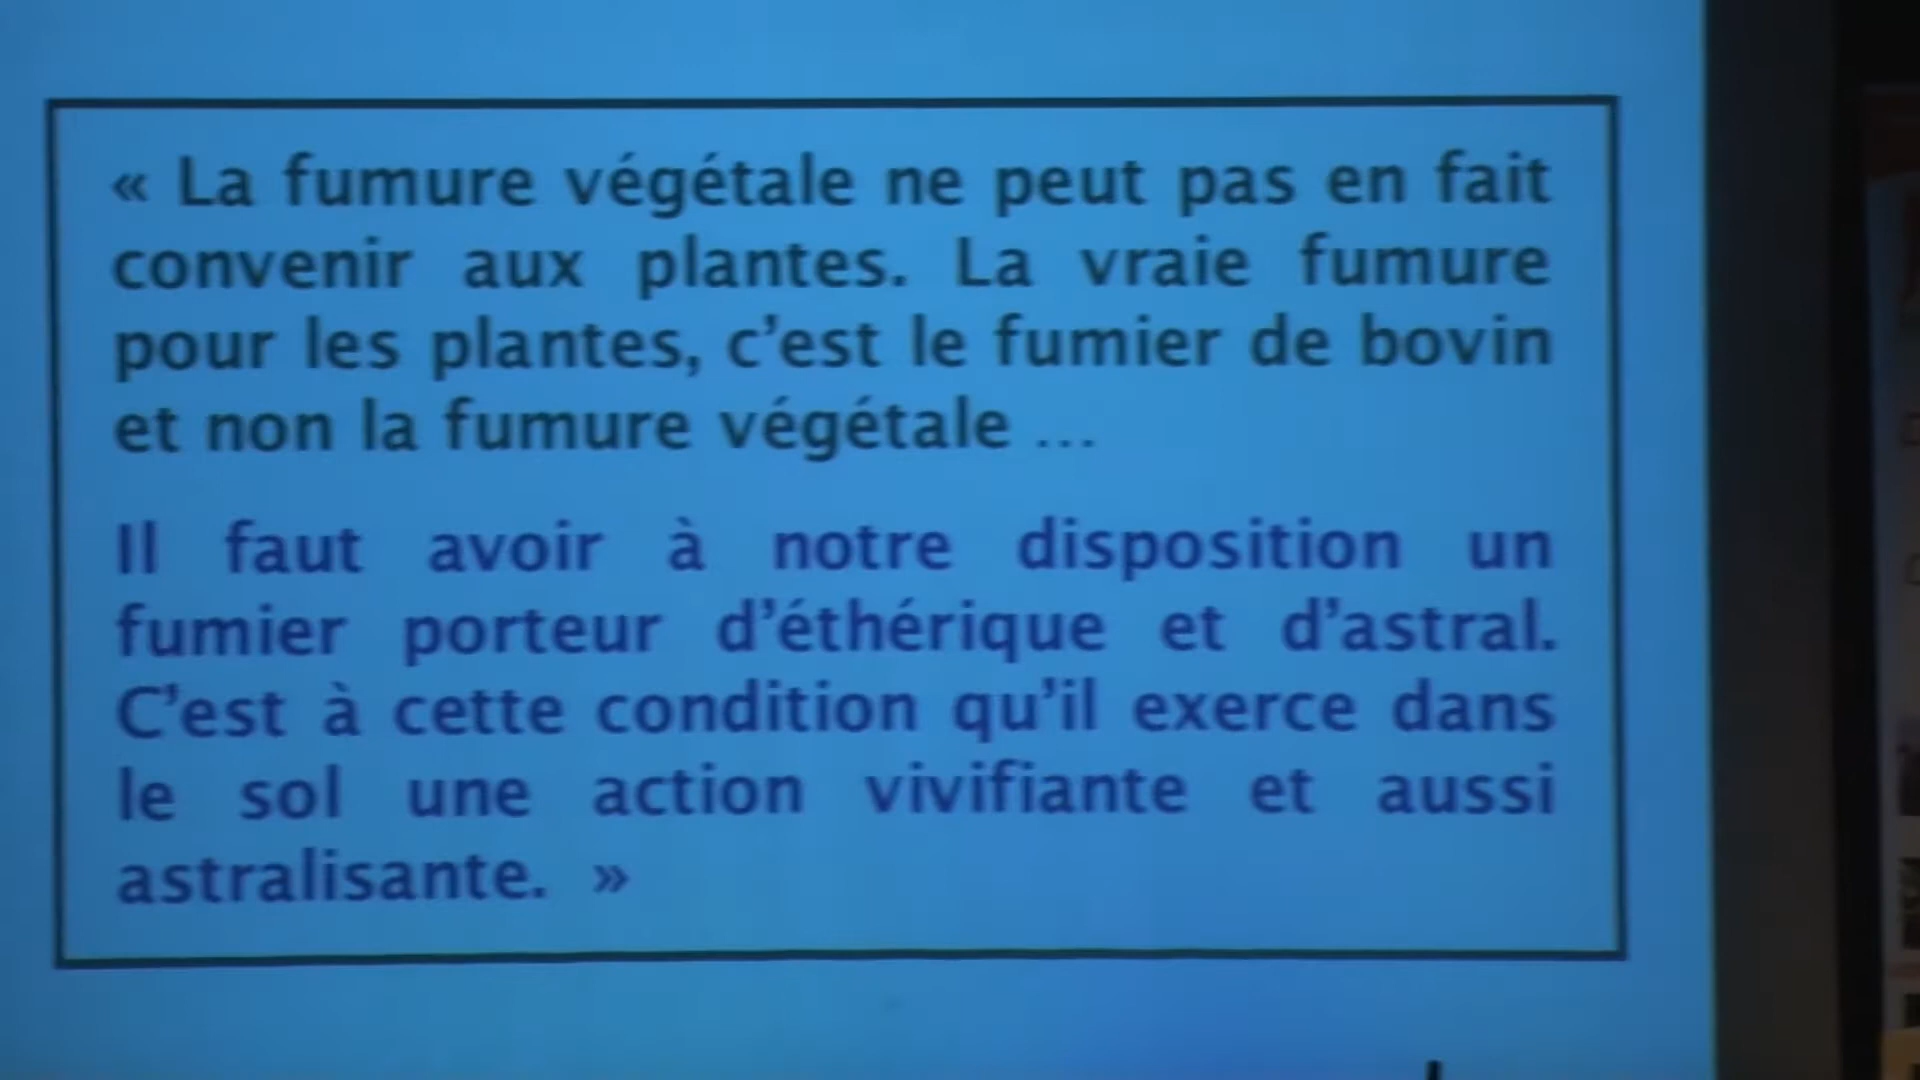 « La fumure végétale ne peut pas en fait
convenir aux plantes. La vraie fumure
pour les plantes, c'est le fumier de bovin
et non la fumure végétale ...
Il faut avoir à notre disposition un
fumier porteur d'éthérique et d'astral.
C'est à cette condition qu'il exerce dans
le sol une action vivifiante et aussi
astralisante. »